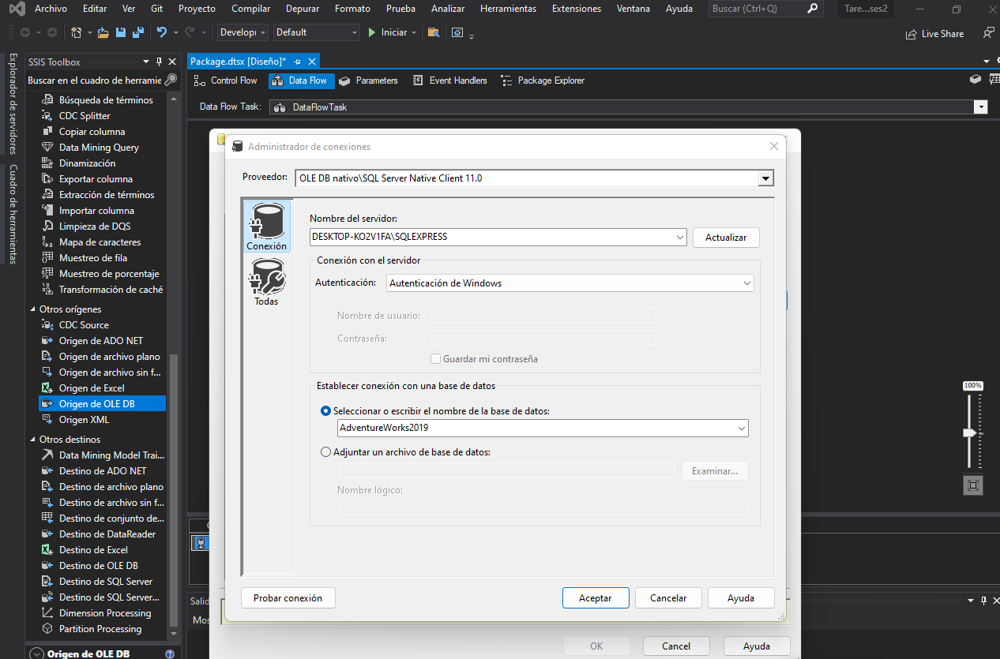 Archivo Editar Ver Git Proyecto Compilar Depurar Formato Prueba Analizar Herramientas Extensiones Ventana Ayuda Buscar (Ctrl+Q) Tare...ses2
Developı Default Iniciar Live Share
Explorador de servidores
Cuadro de herramientas
SSIS Toolbox
Buscar en el cuadro de herramie
Búsqueda de términos
CDC Splitter
Copiar columna
Data Mining Query
Dinamización
Exportar columna
Extracción de términos
Importar columna
Limpieza de DQS
Mapa de caracteres
Muestreo de fila
Muestreo de porcentaje
Transformación de caché
Otros orígenes
CDC Source
Origen de ADO NET
Origen de archivo plano
Origen de archivo sin f...
Origen de Excel
Origen de OLE DB
Origen XML
Otros destinos
Data Mining Model Trai...
Destino de ADO NET
Destino de archivo plano
Destino de archivo sin f...
Destino de conjunto de...
Destino de DataReader
Destino de Excel
Destino de OLE DB
Destino de SQL Server
Destino de SQL Server...
Dimension Processing
Partition Processing
Origen de OLE DB
Package.dtsx [Diseño]*
Control Flow Data Flow Parameters Event Handlers Package Explorer
Data Flow Task: DataFlowTask
Administrador de conexiones
Proveedor: OLE DB nativo\SQL Server Native Client 11.0
Conexión
Todas
Nombre del servidor:
DESKTOP-KO2V1FA\SQLEXPRESS Actualizar
Conexión con el servidor
Autenticación: Autenticación de Windows
Nombre de usuario:
Contraseña:
Guardar mi contraseña
Establecer conexión con una base de datos
Seleccionar o escribir el nombre de la base de datos:
AdventureWorks2019
Adjuntar un archivo de base de datos:
Examinar...
Nombre lógico:
Probar conexión Aceptar Cancelar Ayuda
100%
Salid
Mos
OK Cancel Ayuda